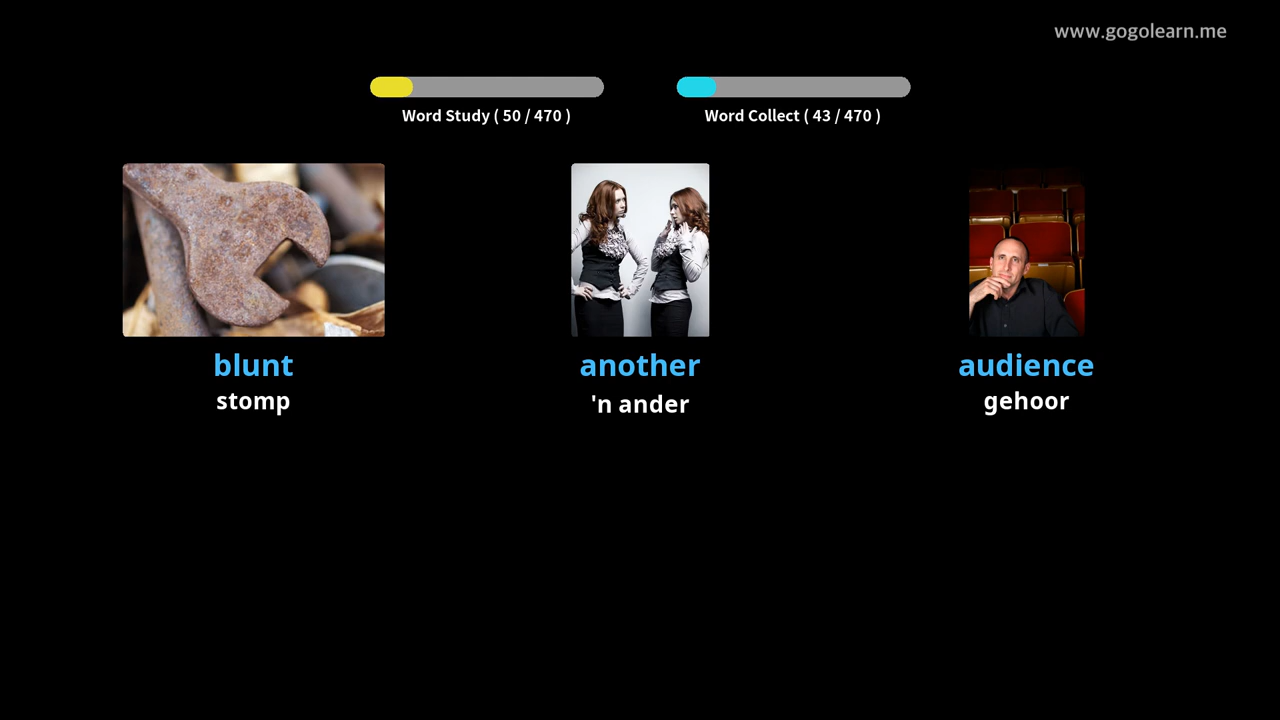 www.gogolearn.me
Word Study ( 50 / 470 )
Word Collect ( 43 / 470 )
blunt
stomp
another
'n ander
audience
gehoor